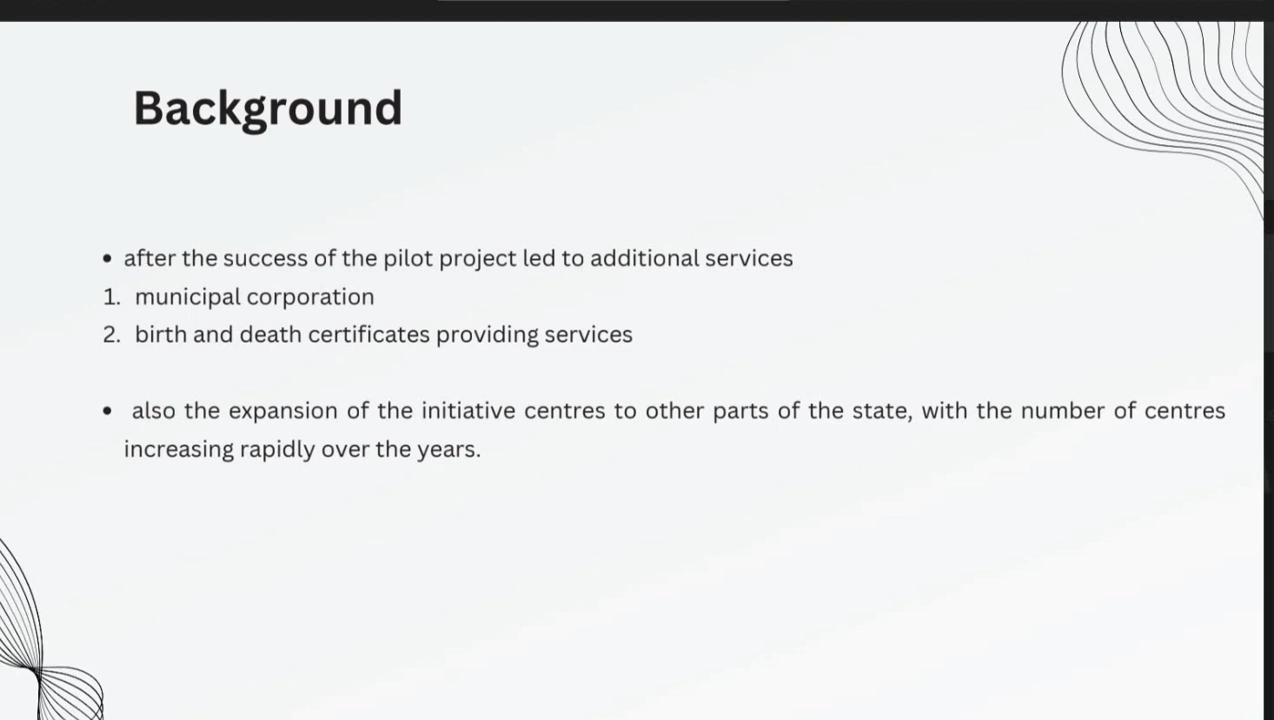 Background
• after the success of the pilot project led to additional services
1. municipal corporation
2. birth and death certificates providing services
• also the expansion of the initiative centres to other parts of the state, with the number of centres
increasing rapidly over the years.